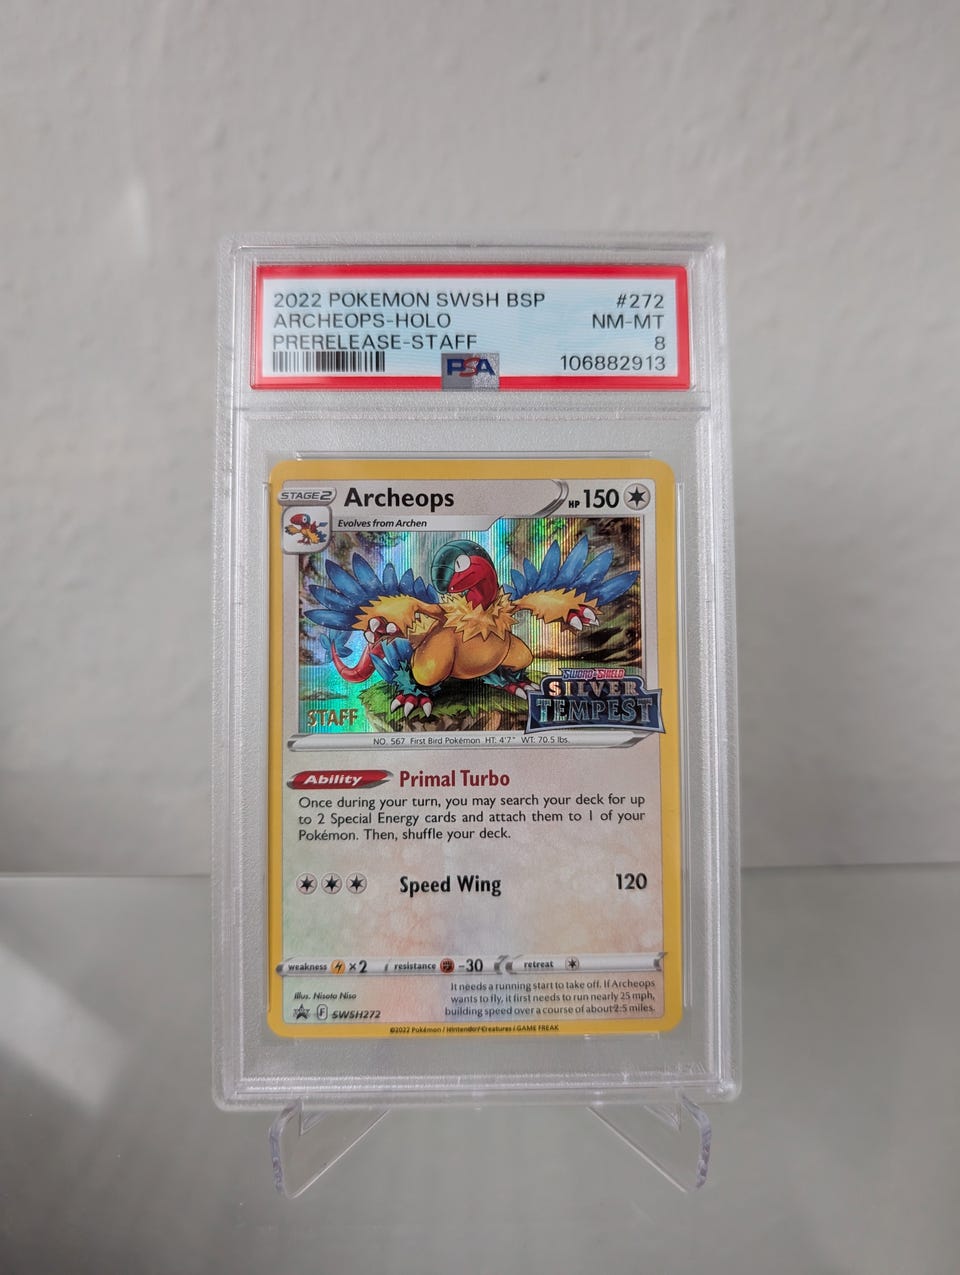 2022 POKEMON SWSH BSP #272
ARCHEOPS-HOLO NM-MT
PRERELEASE-STAFF 8
PSA 106882913
STAGE 2 Archeops HP 150
Evolves from Archen
SWORD & SHIELD
SILVER
TEMPEST
STAFF
NO. 567 First Bird Pokémon HT: 4'7" WT: 70.5 lbs.
Ability Primal Turbo
Once during your turn, you may search your deck for up
to 2 Special Energy cards and attach them to 1 of your
Pokémon. Then, shuffle your deck.
Speed Wing 120
weakness ×2 resistance -30 retreat
It needs a running start to take off. If Archeops
wants to fly, it first needs to run nearly 25 mph,
building speed over a course of about 2.5 miles.
Illus. Nisota Niso
F SWSH272
©2022 Pokémon / Nintendo / Creatures / GAME FREAK